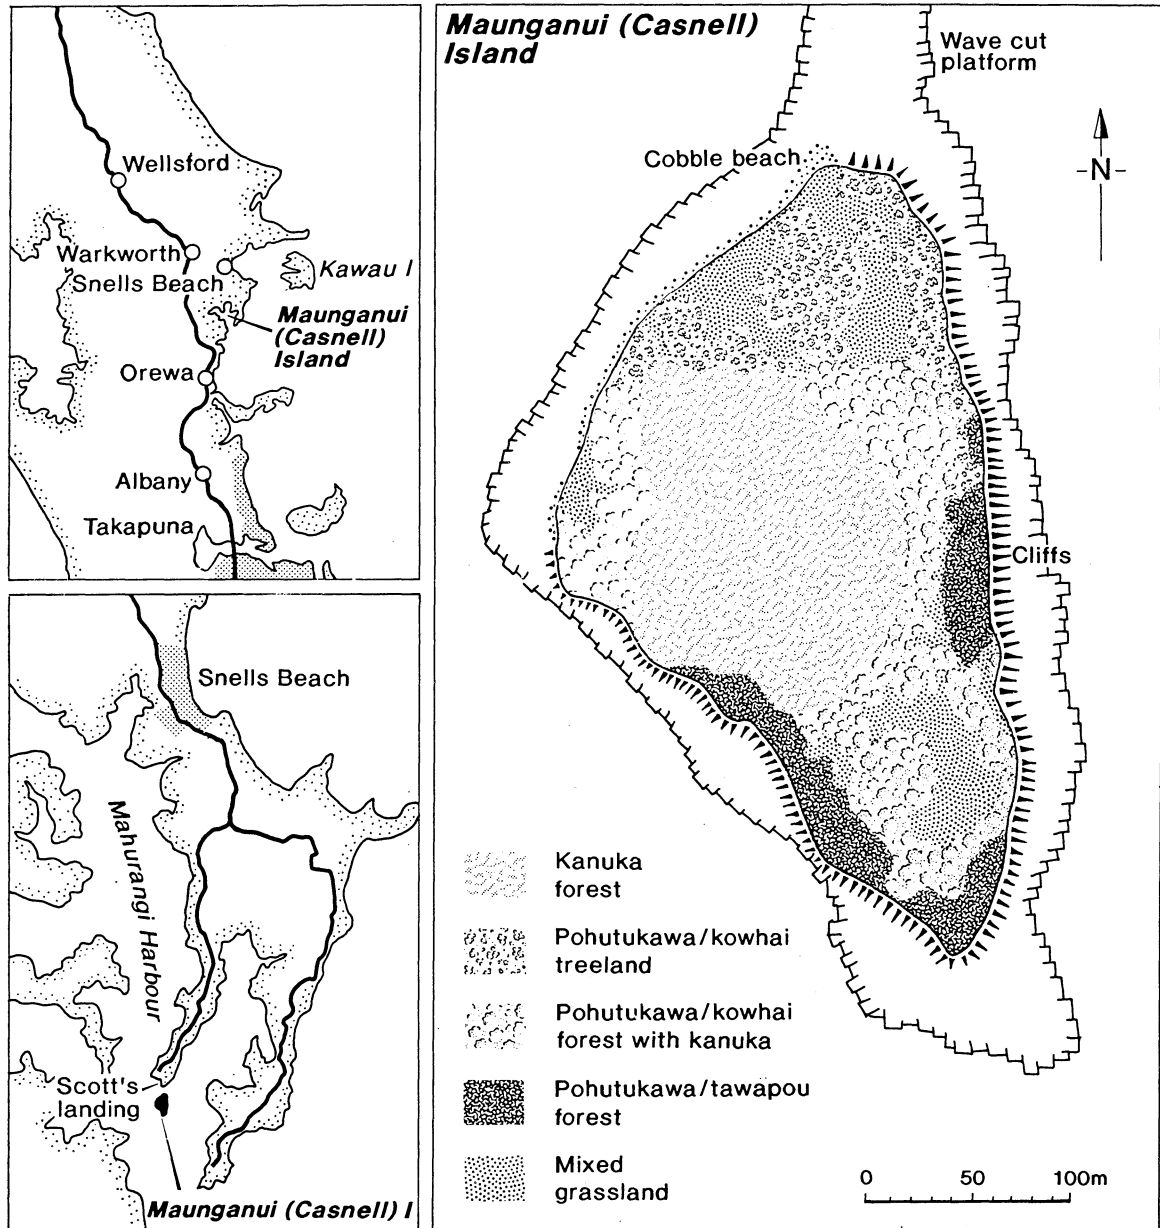 Wellsford
Warkworth
Snells Beach
Kawau I
Maunganui
(Casnell)
Island
Orewa
Albany
Takapuna
Snells Beach
Mahurangi Harbour
Scott's
landing
Maunganui (Casnell) I
Maunganui (Casnell)
Island
Wave cut
platform
Cobble beach
-N-
Cliffs
Kanuka
forest
Pohutukawa/kowhai
treeland
Pohutukawa/kowhai
forest with kanuka
Pohutukawa/tawapou
forest
Mixed
grassland
0 50 100m